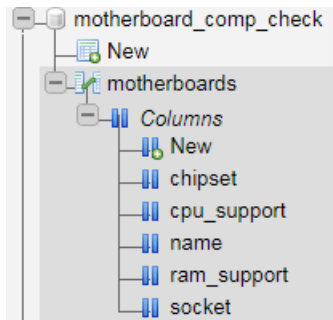 motherboard_comp_check
New
motherboards
Columns
New
chipset
cpu_support
name
ram_support
socket